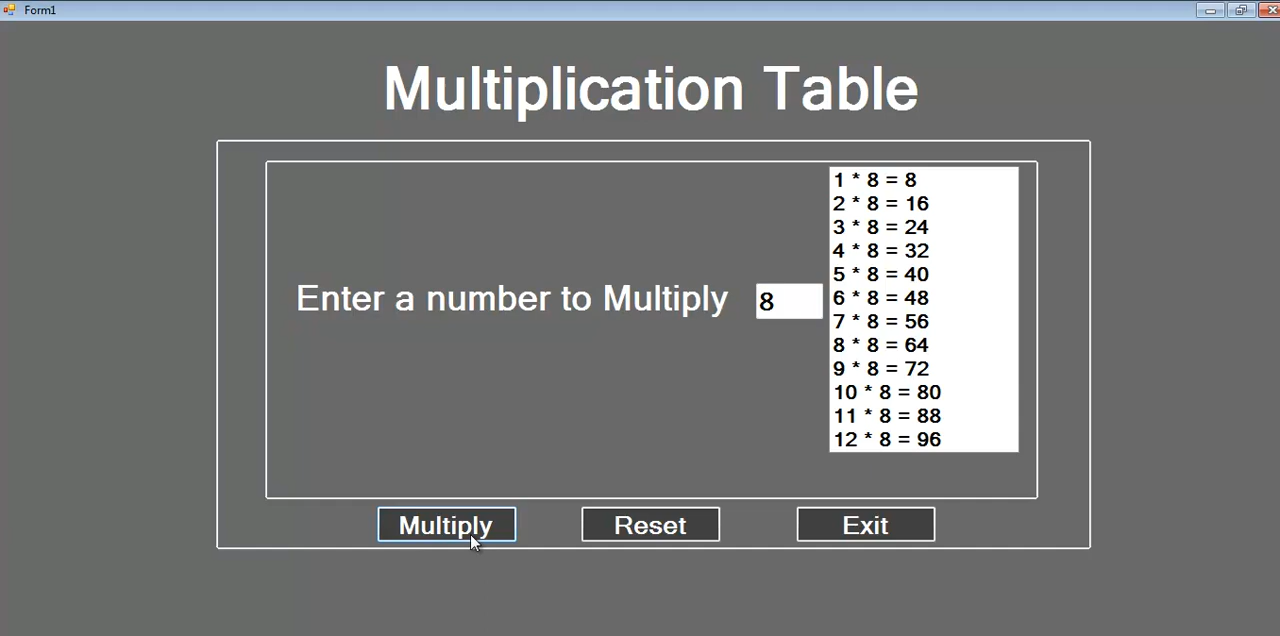 Form1
Multiplication Table
Enter a number to Multiply
8
1 * 8 = 8
2 * 8 = 16
3 * 8 = 24
4 * 8 = 32
5 * 8 = 40
6 * 8 = 48
7 * 8 = 56
8 * 8 = 64
9 * 8 = 72
10 * 8 = 80
11 * 8 = 88
12 * 8 = 96
Multiply
Reset
Exit